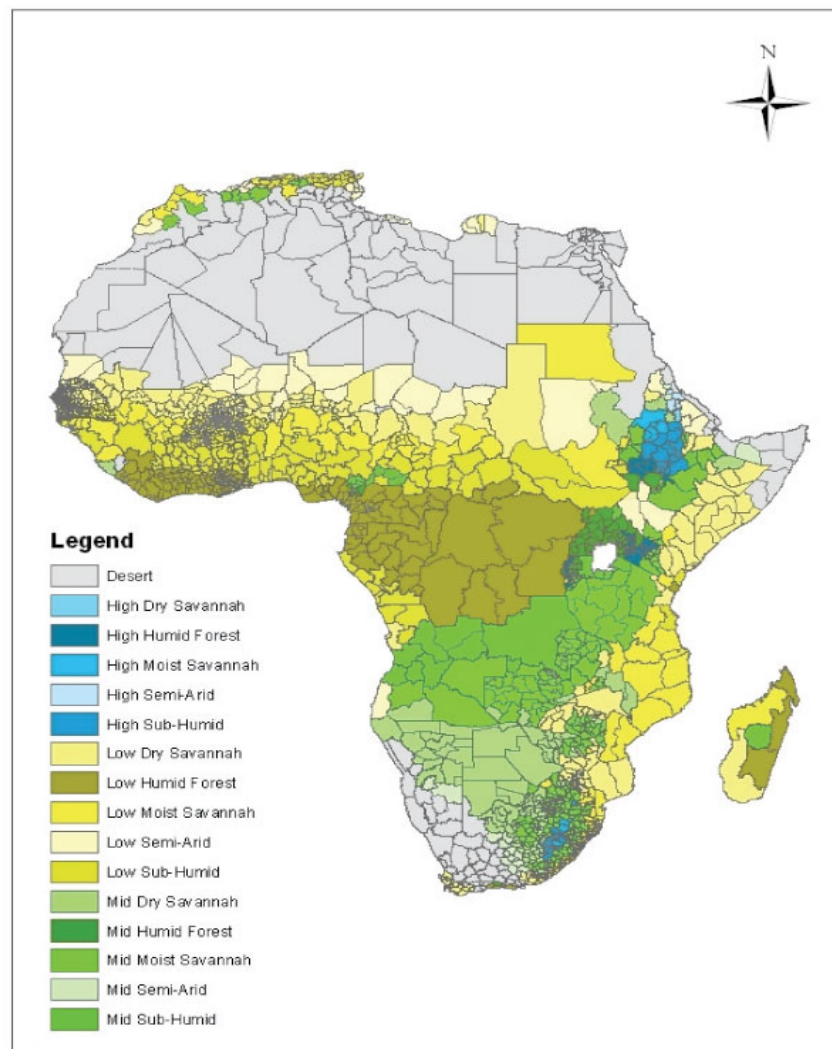 N
Legend
Desert
High Dry Savannah
High Humid Forest
High Moist Savannah
High Semi-Arid
High Sub-Humid
Low Dry Savannah
Low Humid Forest
Low Moist Savannah
Low Semi-Arid
Low Sub-Humid
Mid Dry Savannah
Mid Humid Forest
Mid Moist Savannah
Mid Semi-Arid
Mid Sub-Humid